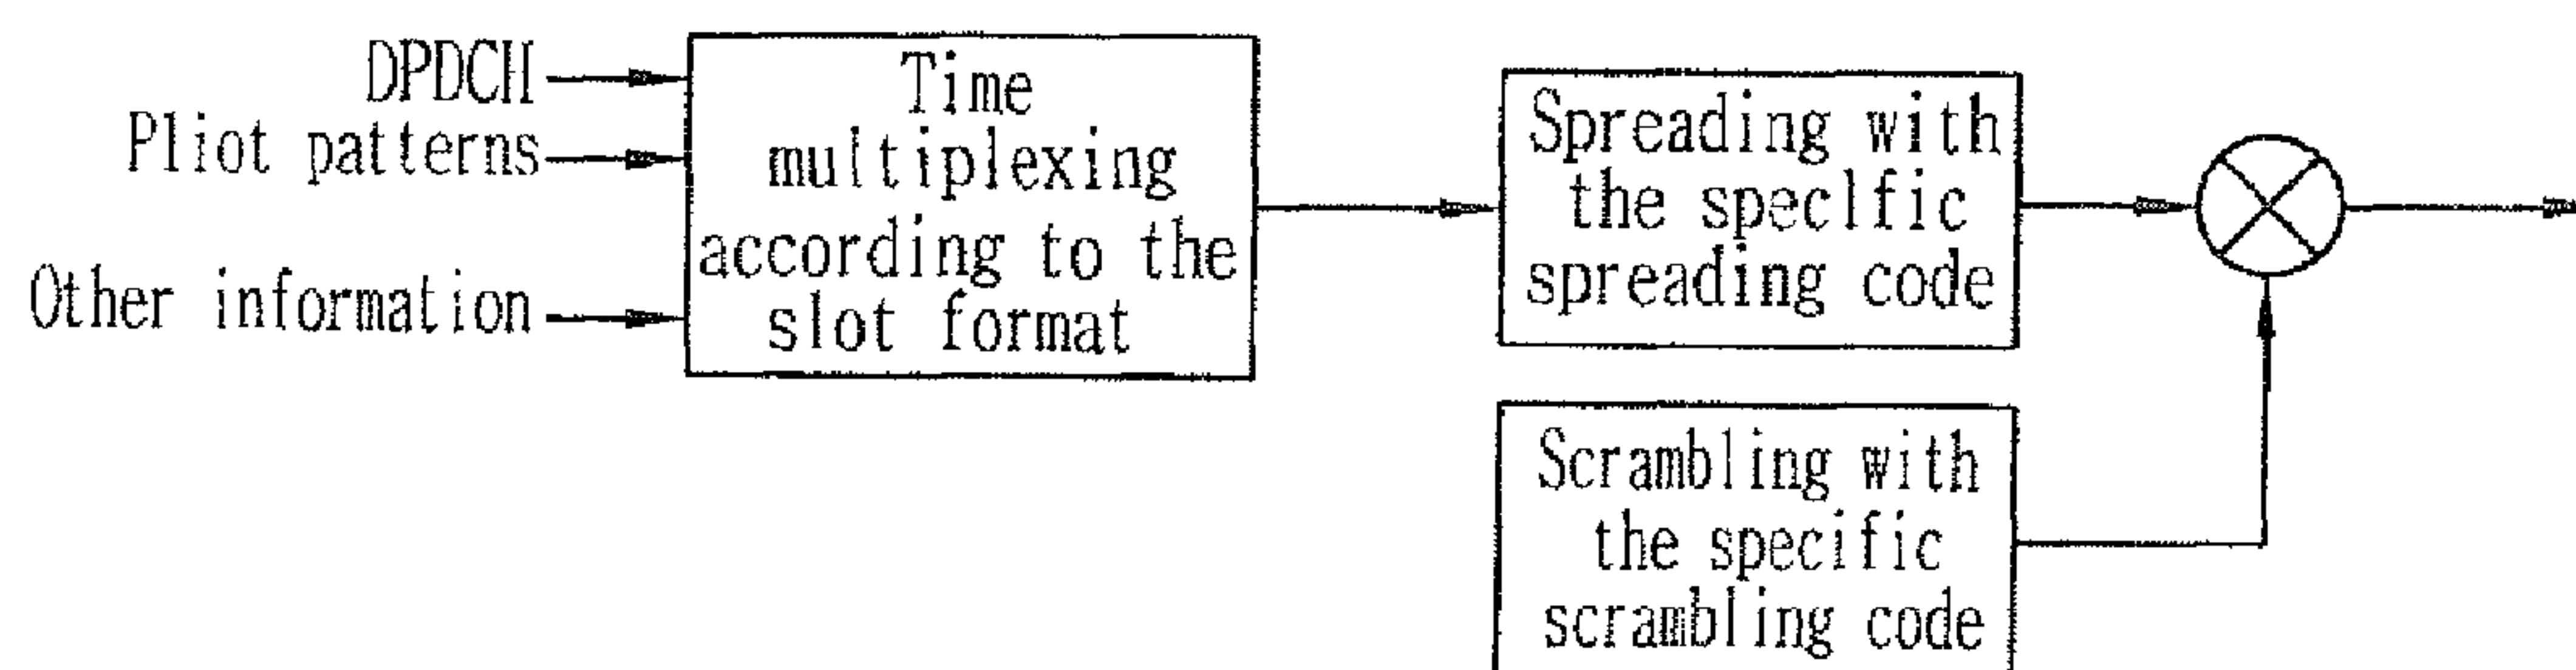 DPDCH
Pliot patterns
Other information
Time
multiplexing
according to the
slot format
Spreading with
the speclfic
spreading code
Scrambling with
the specific
scrambling code